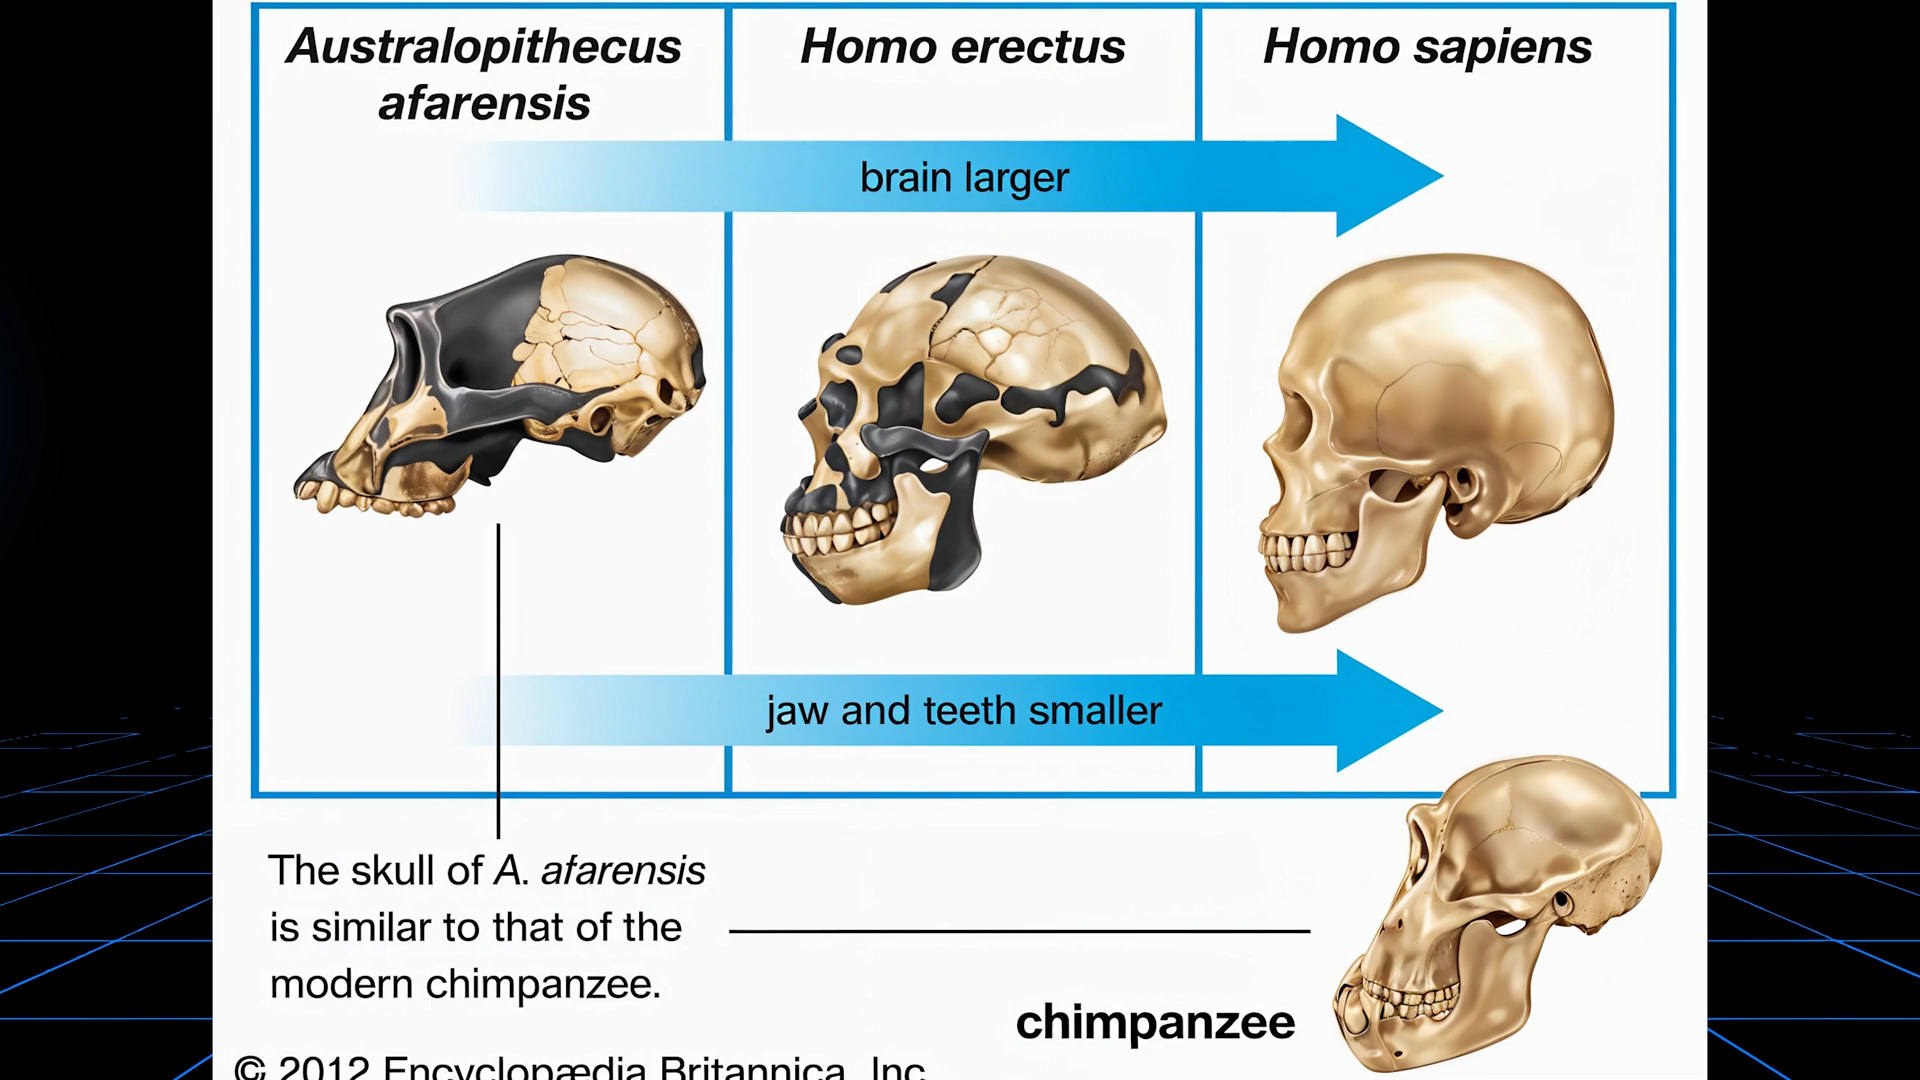 Australopithecus
afarensis
Homo erectus
Homo sapiens
brain larger
jaw and teeth smaller
The skull of A. afarensis
is similar to that of the
modern chimpanzee.
chimpanzee
© 2012 Encyclopædia Britannica, Inc